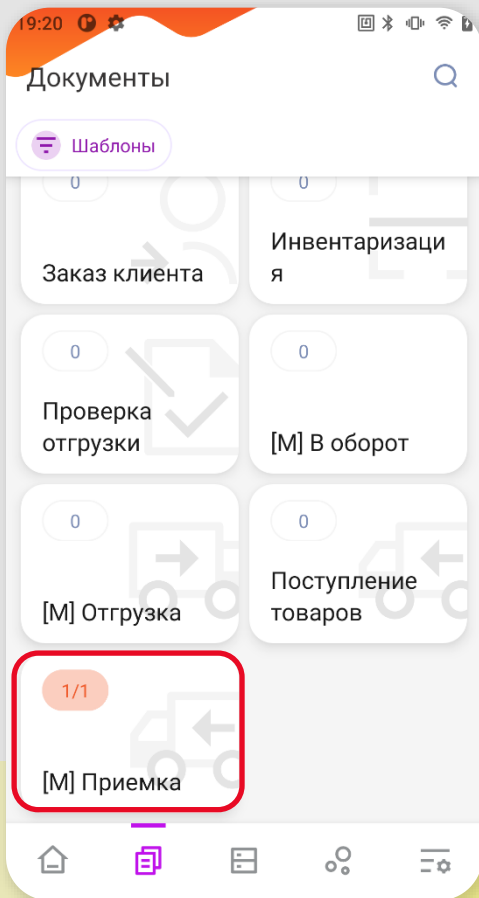 19:20
Документы
Шаблоны
0
0
Заказ клиента
Инвентаризаци
я
0
0
Проверка
отгрузки
[М] В оборот
0
0
[М] Отгрузка
Поступление
товаров
1/1
[М] Приемка